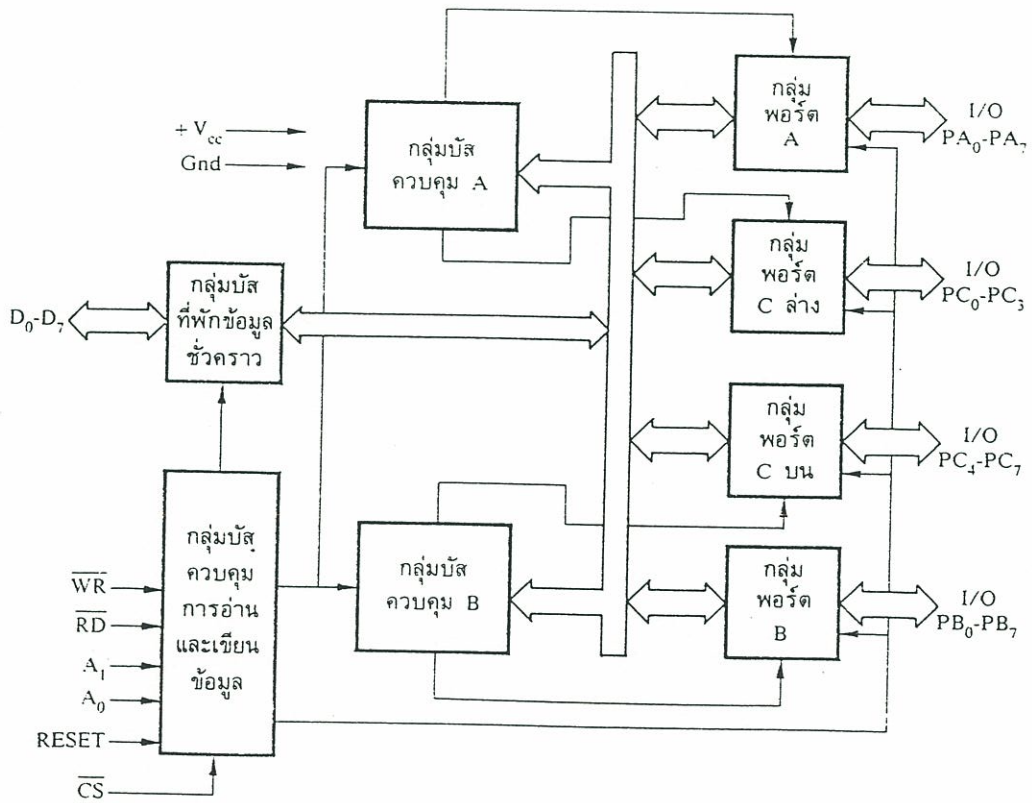 + V_cc
Gnd
กลุ่มบัส
ควบคุม A
กลุ่ม
พอร์ต
A
I/O
PA₀-PA₇
กลุ่ม
พอร์ต
C ล่าง
I/O
PC₀-PC₃
D₀-D₇
กลุ่มบัส
ที่พักข้อมูล
ชั่วคราว
กลุ่ม
พอร์ต
C บน
I/O
PC₄-PC₇
กลุ่มบัส
ควบคุม
การอ่าน
และเขียน
ข้อมูล
W̅R̅
R̅D̅
A₁
A₀
RESET
C̅S̅
กลุ่มบัส
ควบคุม B
กลุ่ม
พอร์ต
B
I/O
PB₀-PB₇